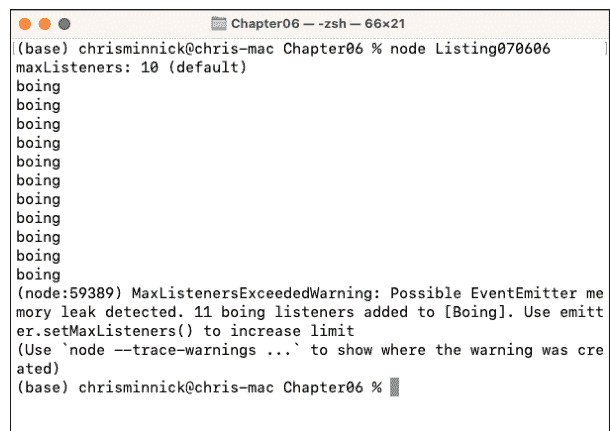 Chapter06 — -zsh — 66×21
(base) chrisminnick@chris-mac Chapter06 % node Listing070606
maxListeners: 10 (default)
boing
boing
boing
boing
boing
boing
boing
boing
boing
boing
boing
(node:59389) MaxListenersExceededWarning: Possible EventEmitter me
mory leak detected. 11 boing listeners added to [Boing]. Use emitt
er.setMaxListeners() to increase limit
(Use `node --trace-warnings ...` to show where the warning was cre
ated)
(base) chrisminnick@chris-mac Chapter06 %